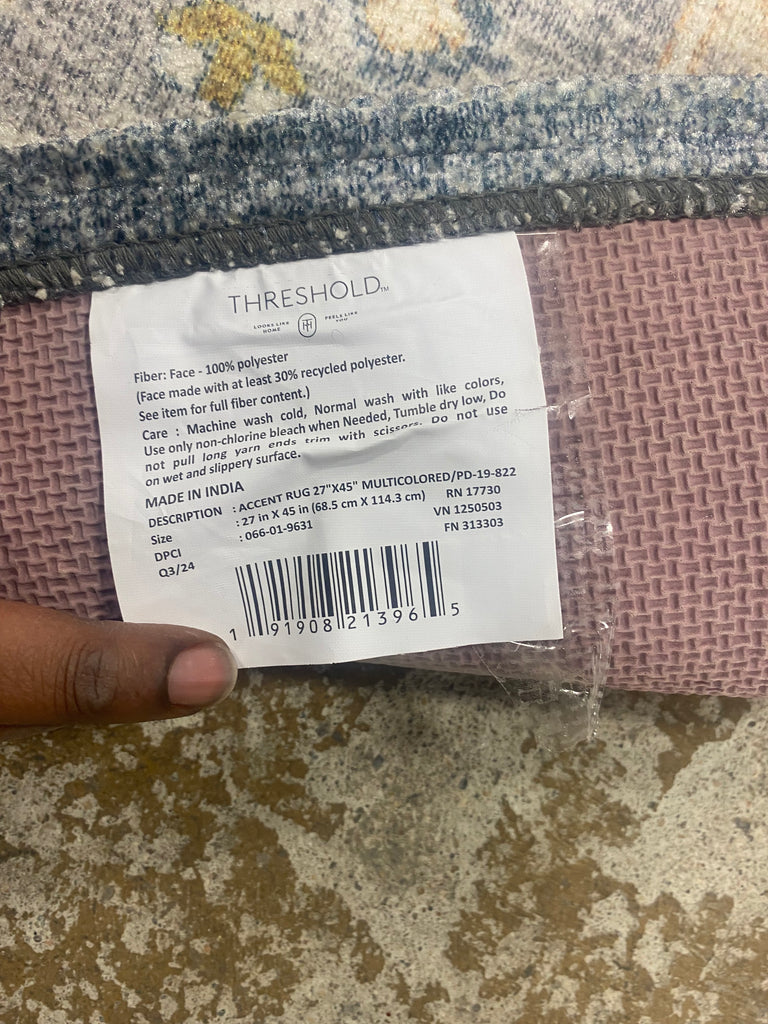 THRESHOLD™
LOOKS LIKE HOME TH FEELS LIKE YOU
Fiber: Face - 100% polyester
(Face made with at least 30% recycled polyester.
See item for full fiber content.)
Care : Machine wash cold, Normal wash with like colors,
Use only non-chlorine bleach when Needed, Tumble dry low, Do
not pull long yarn ends trim with scissors. Do not use
on wet and slippery surface.
MADE IN INDIA
DESCRIPTION : ACCENT RUG 27"X45" MULTICOLORED/PD-19-822
Size : 27 in X 45 in (68.5 cm X 114.3 cm) RN 17730
DPCI : 066-01-9631 VN 1250503
Q3/24 FN 313303
1 91908 21396 5